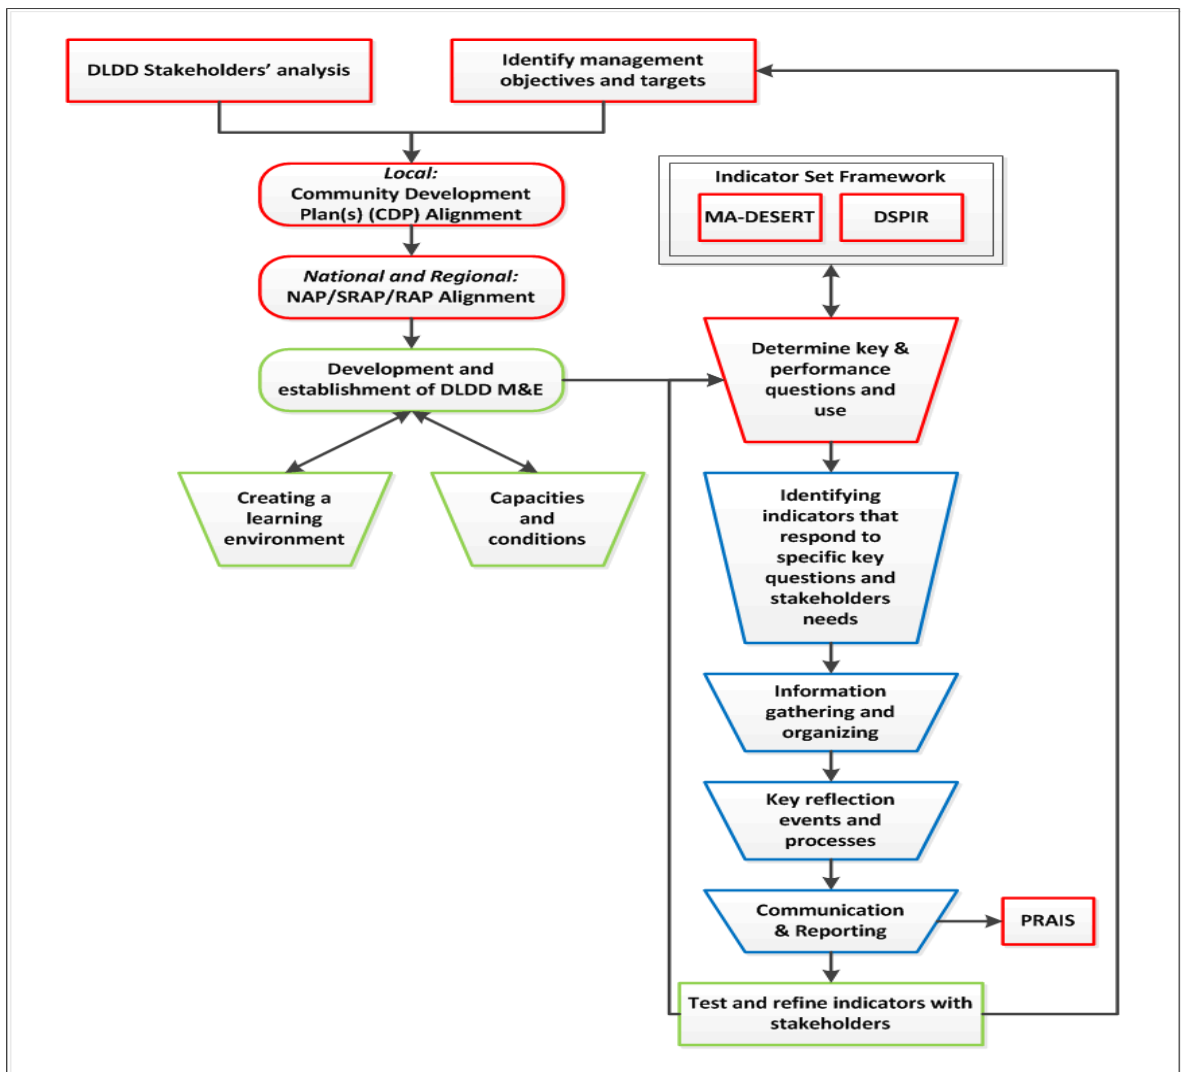 DLDD Stakeholders’ analysis
Identify management
objectives and targets
Local:
Community Development
Plan(s) (CDP) Alignment
National and Regional:
NAP/SRAP/RAP Alignment
Development and
establishment of DLDD M&E
Creating a
learning
environment
Capacities
and
conditions
Indicator Set Framework
MA-DESERT
DSPIR
Determine key &
performance
questions and
use
Identifying
indicators that
respond to
specific key
questions and
stakeholders
needs
Information
gathering and
organizing
Key reflection
events and
processes
Communication
& Reporting
PRAIS
Test and refine indicators with
stakeholders